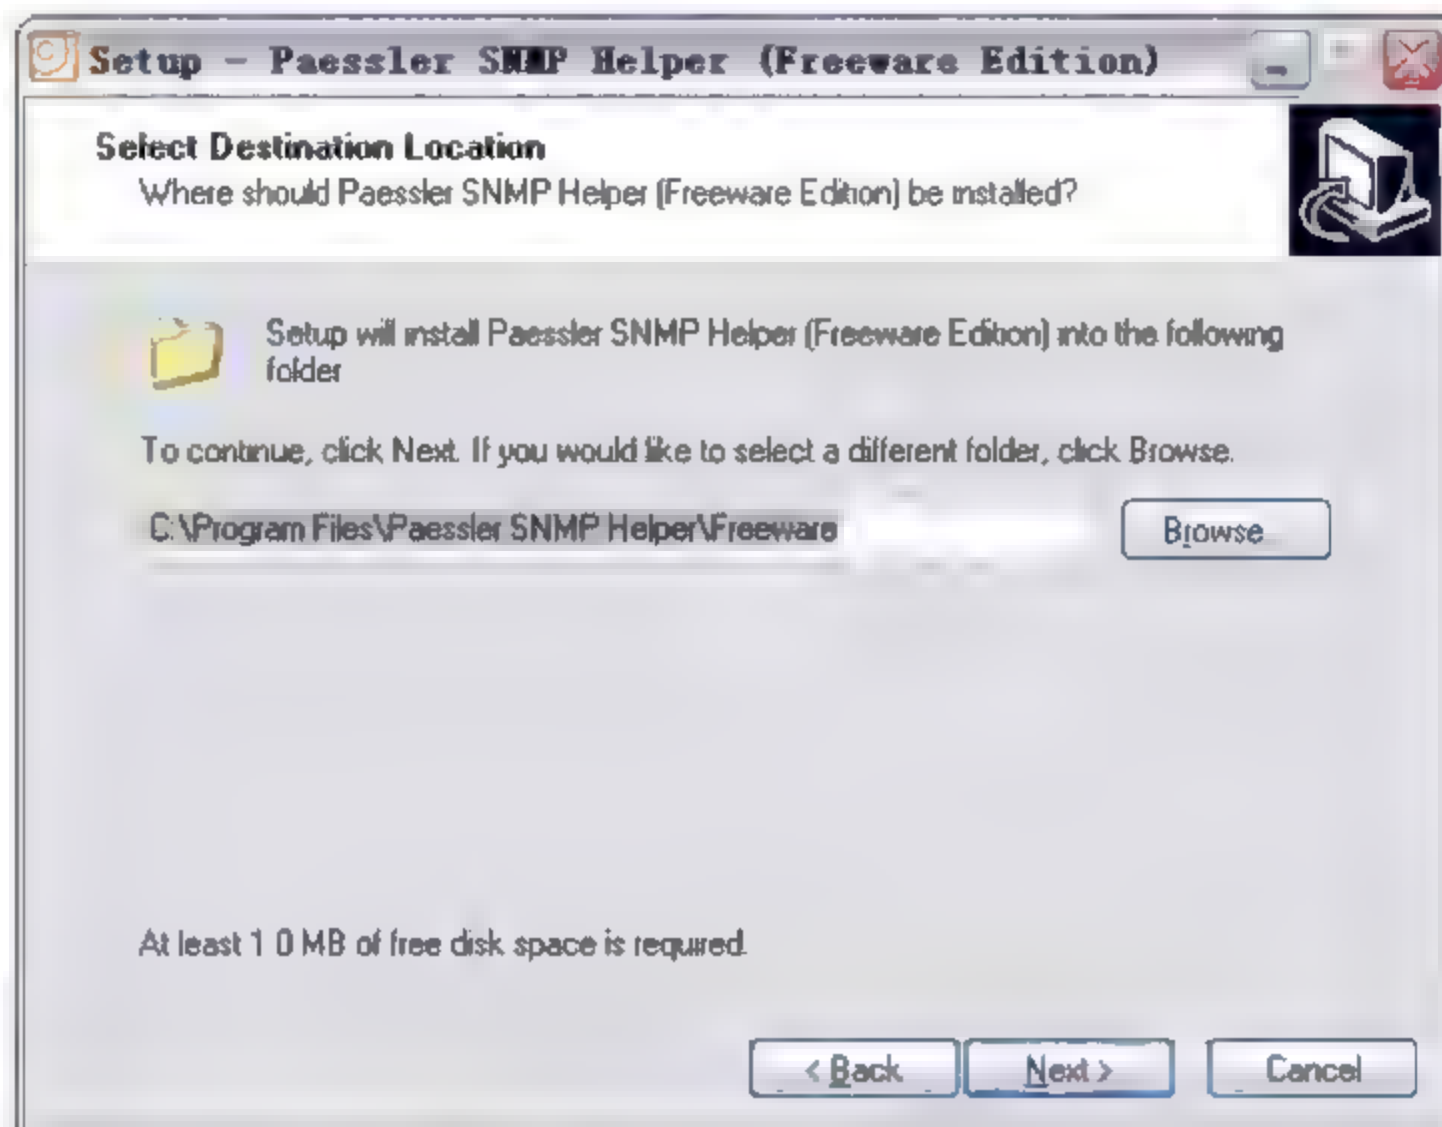 Setup - Paessler SNMP Helper (Freeware Edition)
Select Destination Location
Where should Paessler SNMP Helper (Freeware Edition) be installed?
Setup will install Paessler SNMP Helper (Freeware Edition) into the following
folder
To continue, click Next. If you would like to select a different folder, click Browse.
C:\Program Files\Paessler SNMP Helper\Freeware
Browse...
At least 1.0 MB of free disk space is required.
< Back
Next >
Cancel